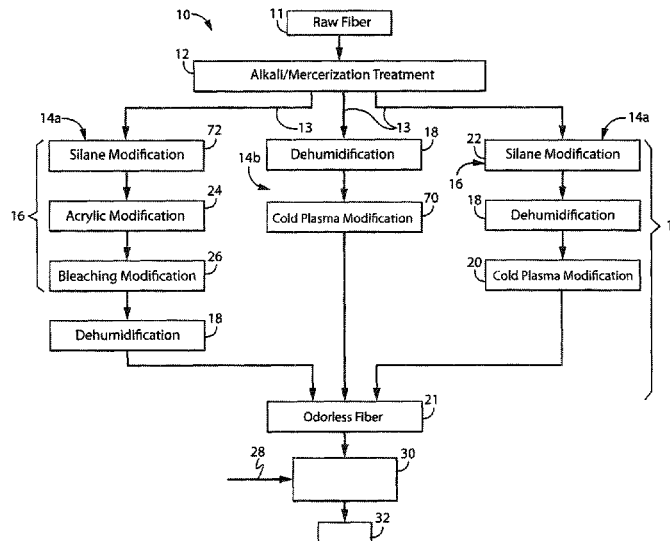 10
Raw Fiber
11
12
Alkali/Mercerization Treatment
13
13
14a
Silane Modification
72
Dehumidification
18
14b
22
Silane Modification
14a
16
16
Acrylic Modification
24
Cold Plasma Modification
70
18
Dehumidification
1
Bleaching Modification
26
20
Cold Plasma Modification
Dehumidification
18
Odorless Fiber
21
28
30
32